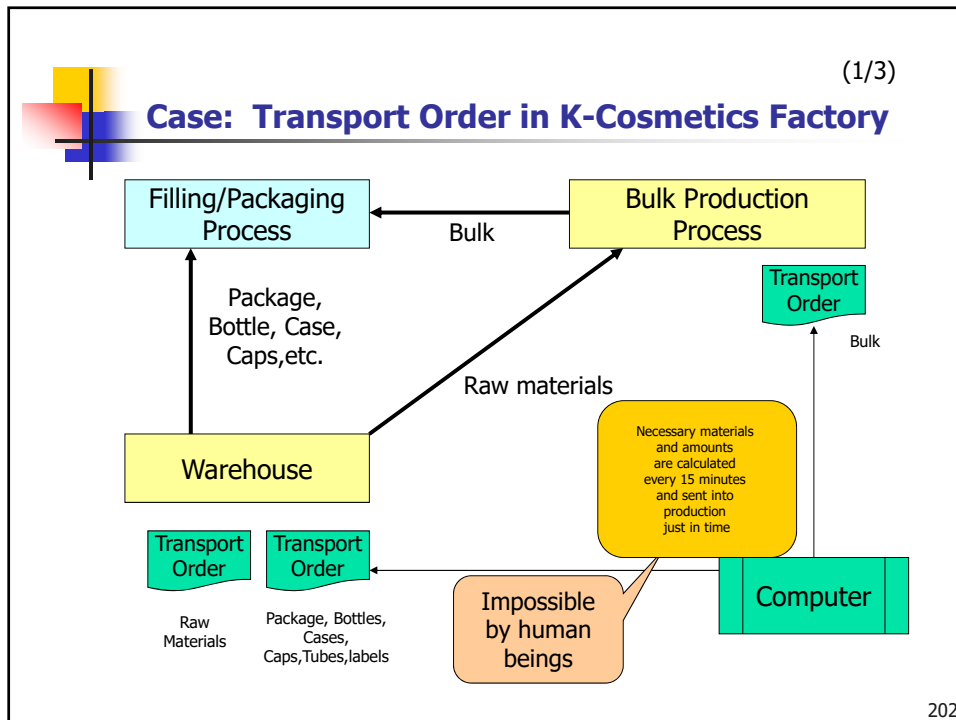 (1/3)
Case: Transport Order in K-Cosmetics Factory
Filling/Packaging
Process
Bulk
Bulk Production
Process
Package,
Bottle, Case,
Caps,etc.
Transport
Order
Bulk
Raw materials
Necessary materials
and amounts
are calculated
every 15 minutes
and sent into
production
just in time
Warehouse
Transport
Order
Raw
Materials
Transport
Order
Package, Bottles,
Cases,
Caps,Tubes,labels
Impossible
by human
beings
Computer
202